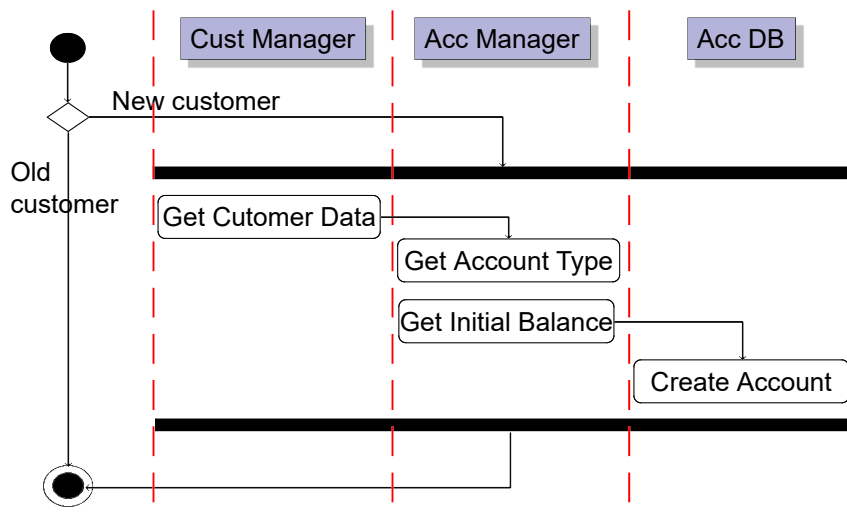 Cust Manager
Acc Manager
Acc DB
New customer
Old
customer
Get Cutomer Data
Get Account Type
Get Initial Balance
Create Account